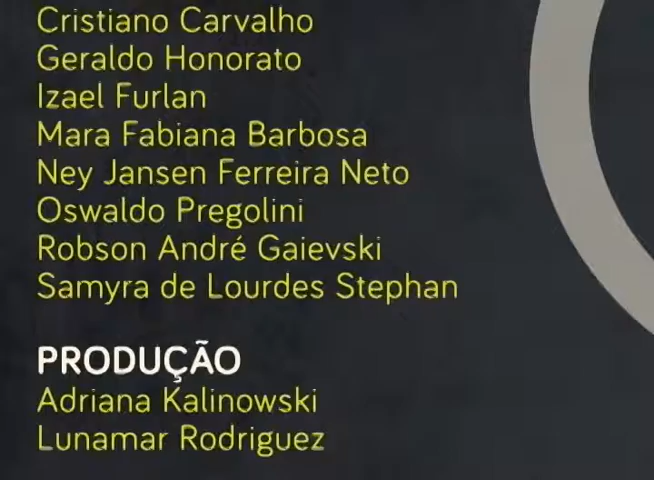 Cristiano Carvalho
Geraldo Honorato
Izael Furlan
Mara Fabiana Barbosa
Ney Jansen Ferreira Neto
Oswaldo Pregolini
Robson André Gaievski
Samyra de Lourdes Stephan
PRODUÇÃO
Adriana Kalinowski
Lunamar Rodriguez